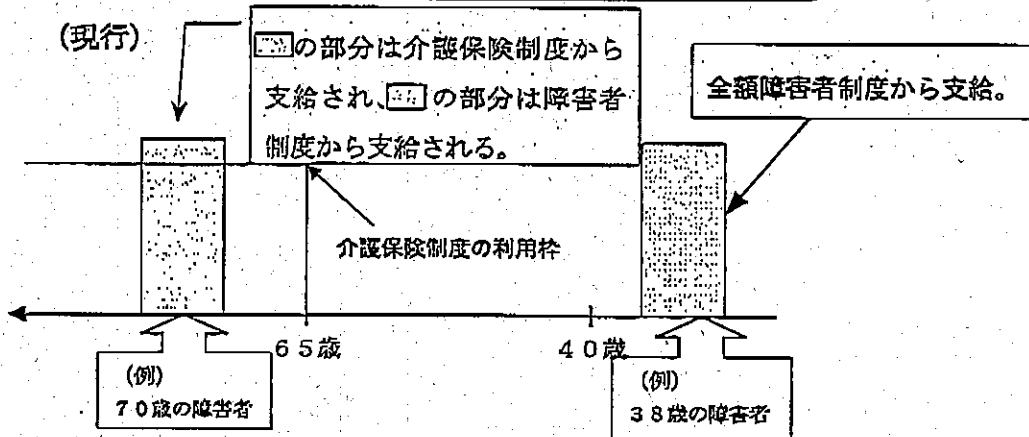 (現行)
の部分は介護保険制度から
支給され、の部分は障害者
制度から支給される。
全額障害者制度から支給。
介護保険制度の利用枠
65歳
40歳
(例)
70歳の障害者
(例)
38歳の障害者